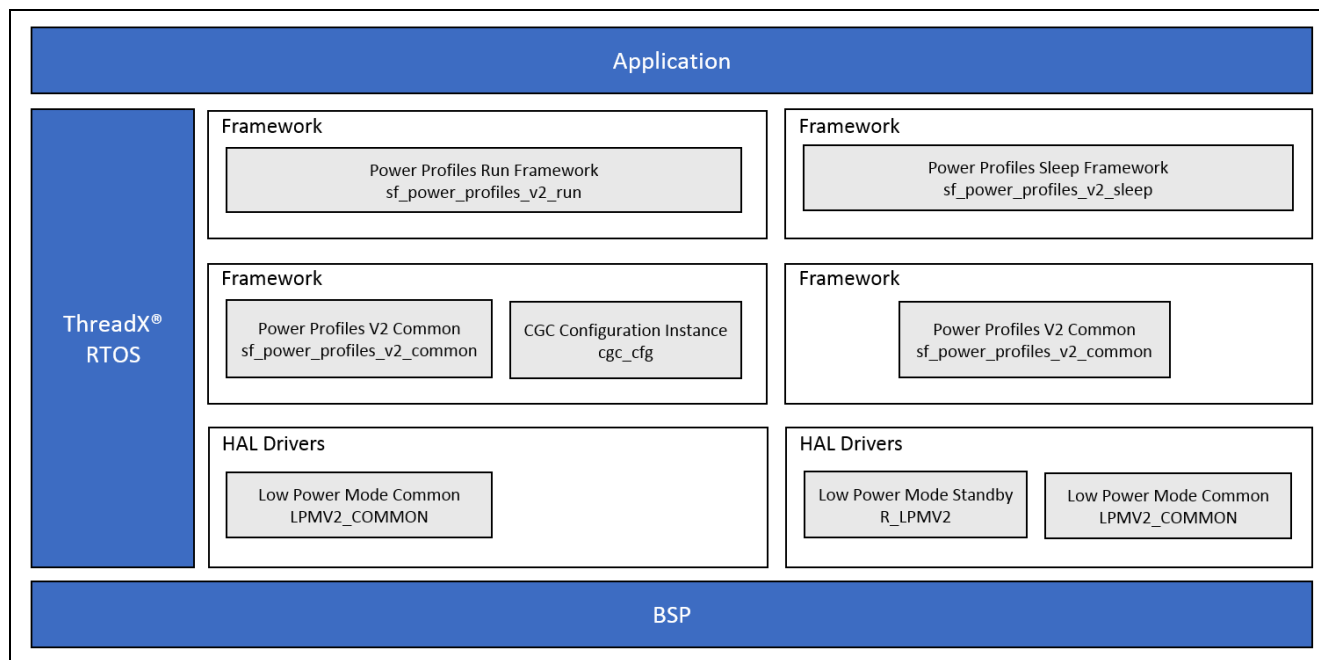 Application
ThreadX®
RTOS
Framework
Power Profiles Run Framework
sf_power_profiles_v2_run
Framework
Power Profiles Sleep Framework
sf_power_profiles_v2_sleep
Framework
Power Profiles V2 Common
sf_power_profiles_v2_common
CGC Configuration Instance
cgc_cfg
Framework
Power Profiles V2 Common
sf_power_profiles_v2_common
HAL Drivers
Low Power Mode Common
LPMV2_COMMON
HAL Drivers
Low Power Mode Standby
R_LPMV2
Low Power Mode Common
LPMV2_COMMON
BSP